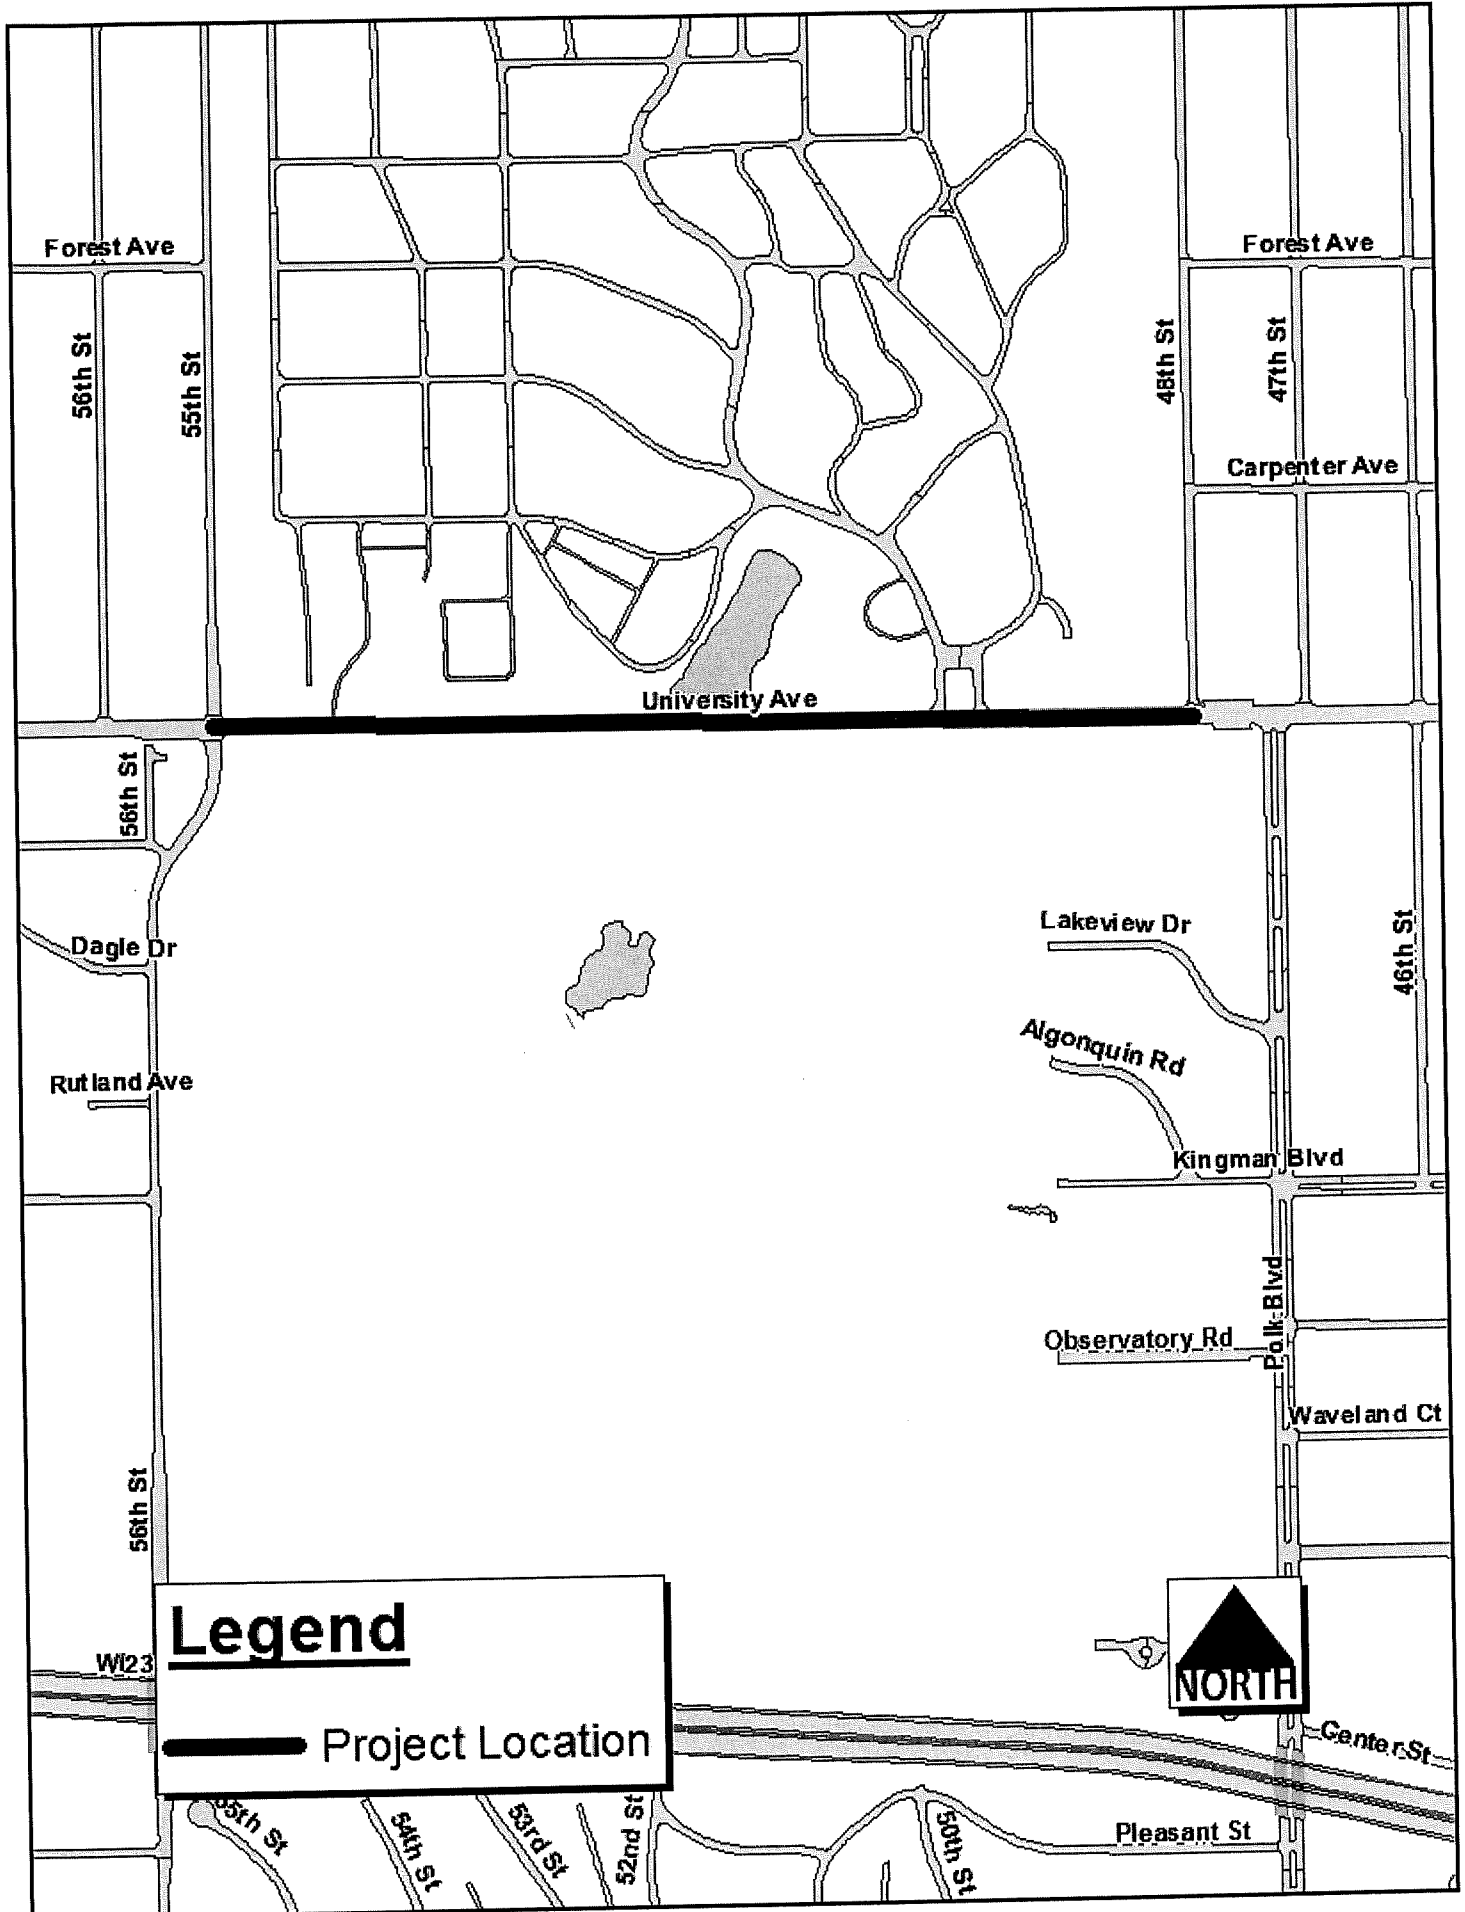 Forest Ave
Forest Ave
56th St
55th St
48th St
47th St
Carpenter Ave
University Ave
56th St
Dagle Dr
Lakeview Dr
46th St
Algonquin Rd
Rutland Ave
Kingman Blvd
Polk Blvd
Observatory Rd
Waveland Ct
56th St
Legend
WI23
NORTH
Project Location
Center St
55th St
54th St
53rd St
52nd St
50th St
Pleasant St